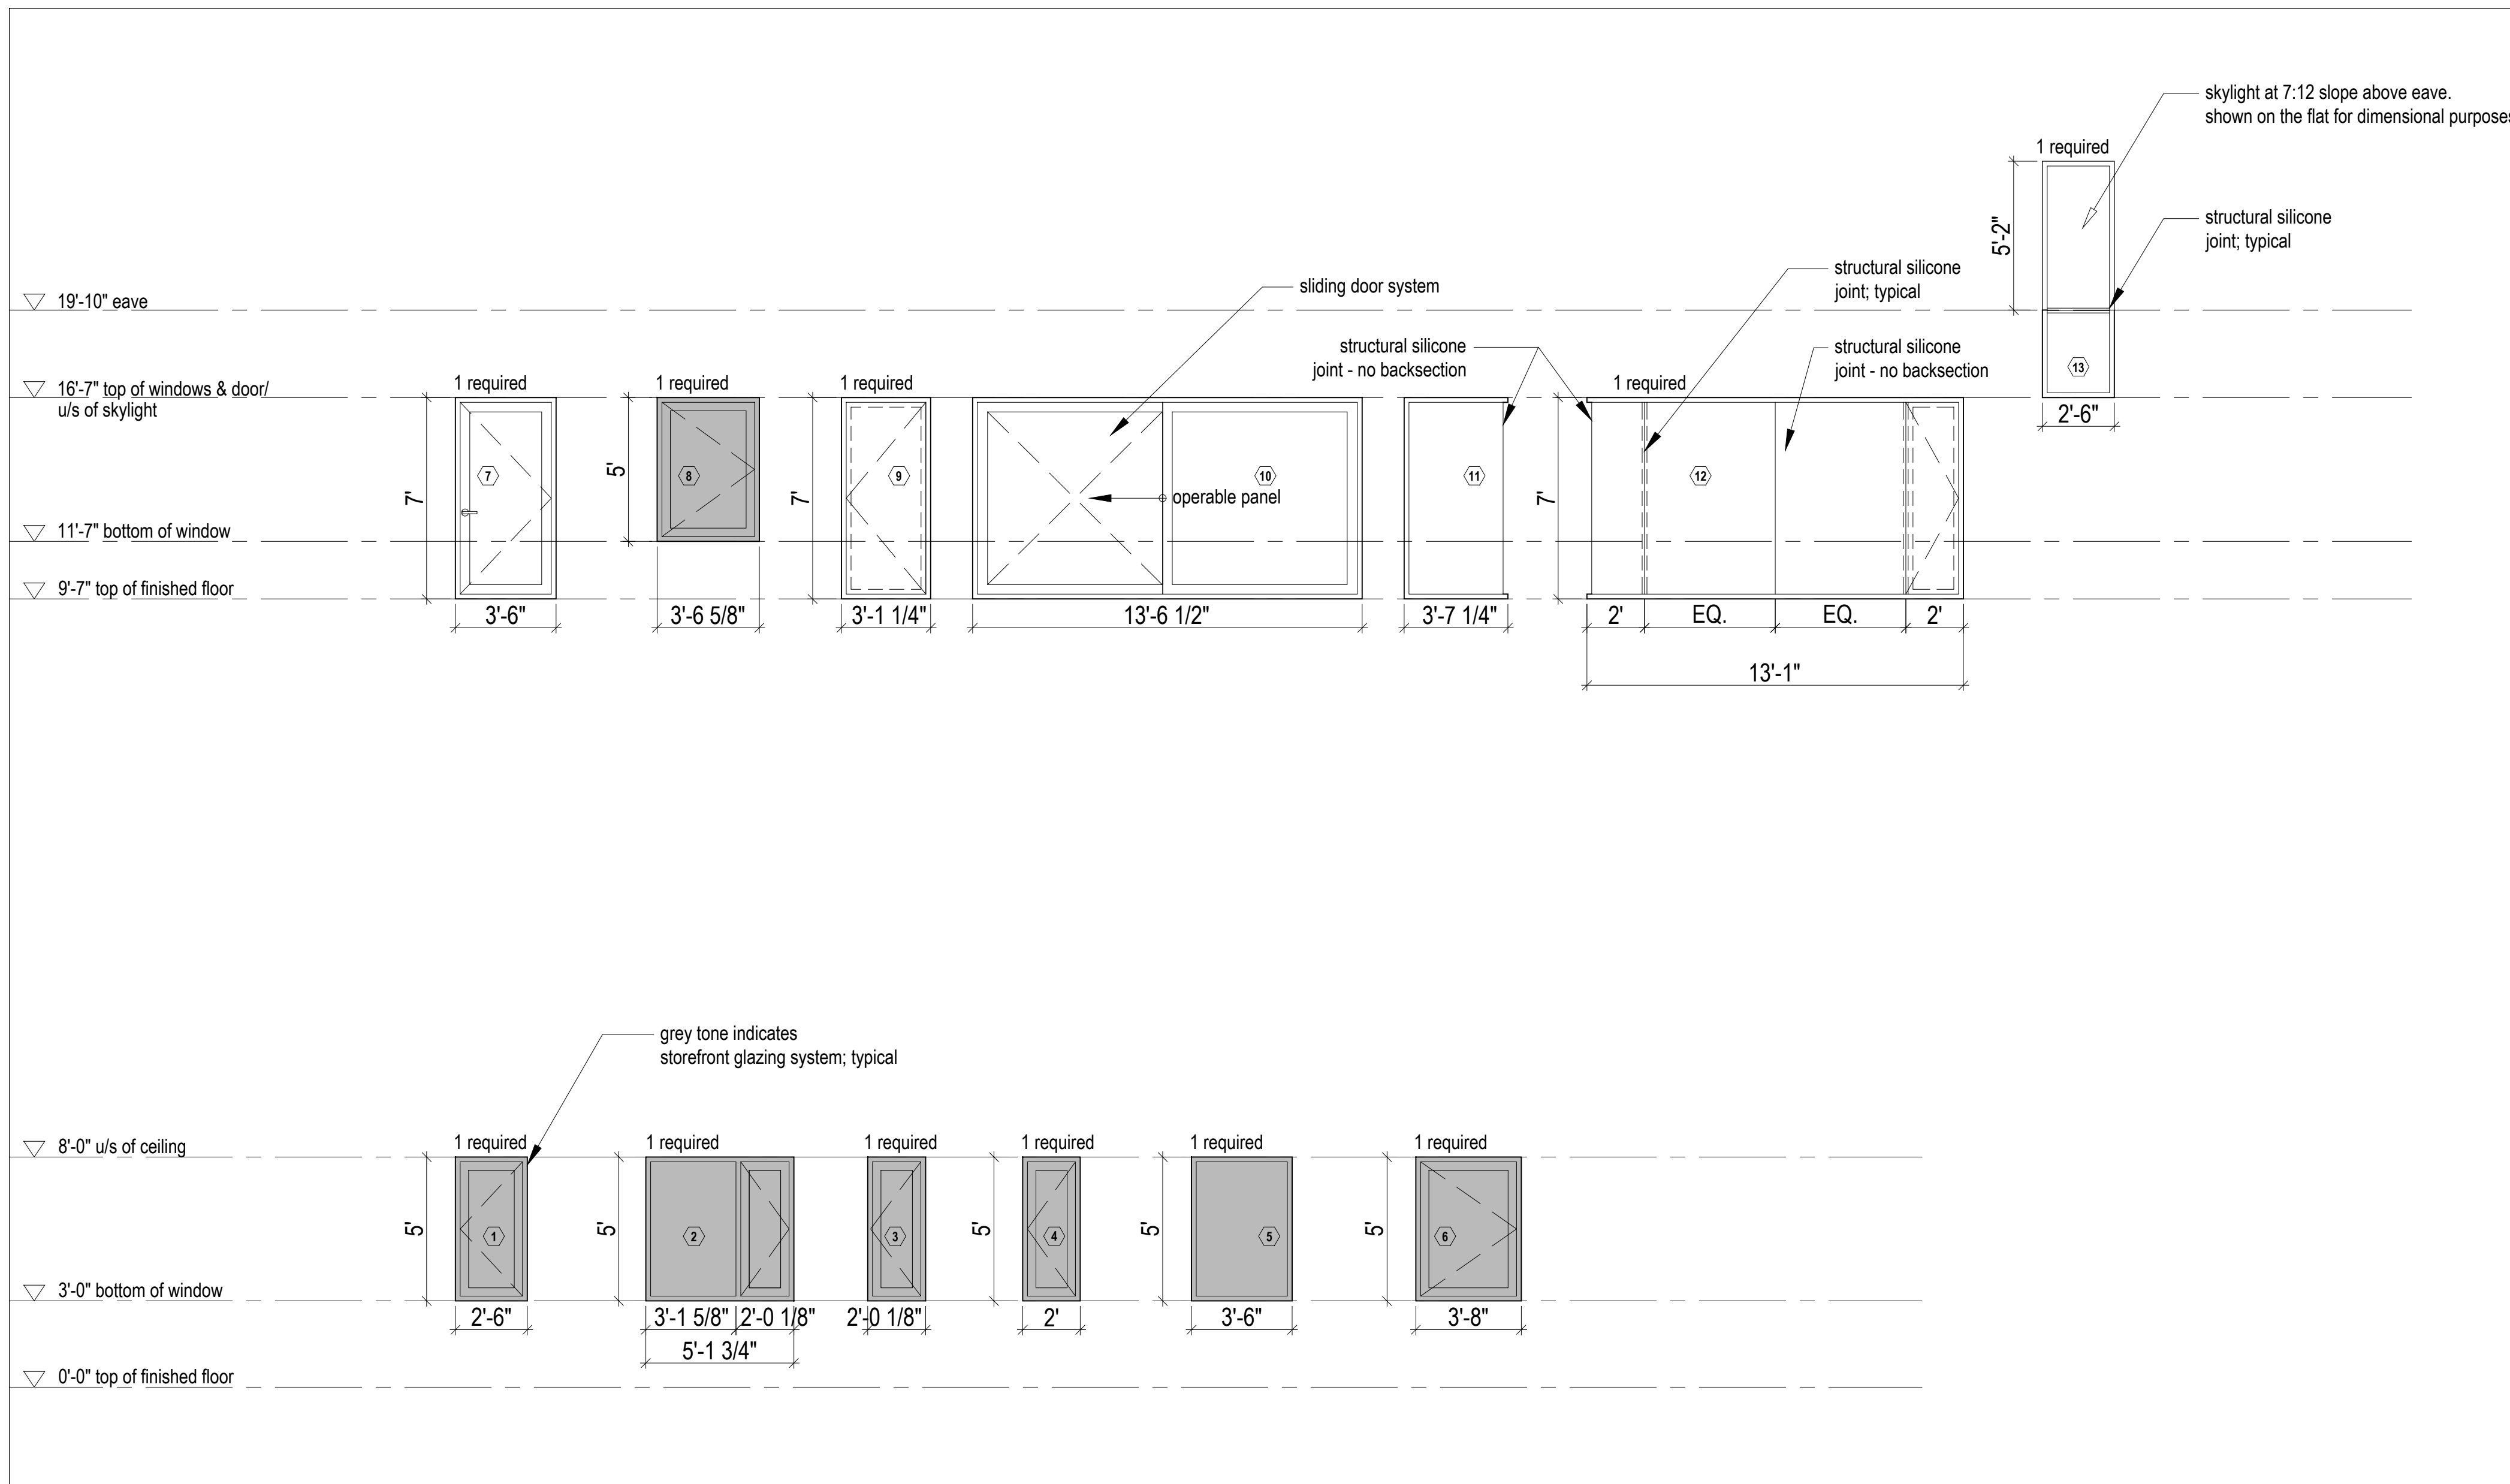 skylight at 7:12 slope above eave.
shown on the flat for dimensional purposes
1 required
5'-2"
structural silicone
joint; typical
sliding door system
structural silicone
joint; typical
19'-10" eave
structural silicone
joint - no backsection
structural silicone
joint - no backsection
13
2'-6"
16'-7" top of windows & door/
u/s of skylight
1 required
1 required
1 required
1 required
7'
7
5'
8
7'
9
10
operable panel
11
7'
12
11'-7" bottom of window
9'-7" top of finished floor
3'-6"
3'-6 5/8"
3'-1 1/4"
13'-6 1/2"
3'-7 1/4"
2'
EQ.
EQ.
2'
13'-1"
grey tone indicates
storefront glazing system; typical
8'-0" u/s of ceiling
1 required
1 required
1 required
1 required
1 required
1 required
5'
1
5'
2
3
5'
4
5'
5
5'
6
3'-0" bottom of window
2'-6"
3'-1 5/8"
2'-0 1/8"
2'-0 1/8"
2'
3'-6"
3'-8"
5'-1 3/4"
0'-0" top of finished floor